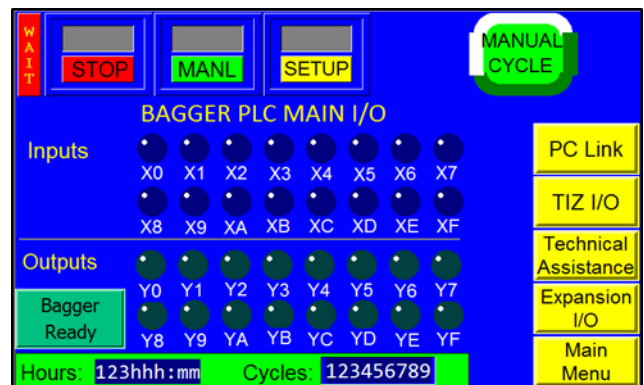 WAIT
STOP
MANL
SETUP
MANUAL
CYCLE
BAGGER PLC MAIN I/O
Inputs
X0 X1 X2 X3 X4 X5 X6 X7
X8 X9 XA XB XC XD XE XF
Outputs
Y0 Y1 Y2 Y3 Y4 Y5 Y6 Y7
Y8 Y9 YA YB YC YD YE YF
Bagger
Ready
Hours: 123hhh:mm Cycles: 123456789
PC Link
TIZ I/O
Technical
Assistance
Expansion
I/O
Main
Menu